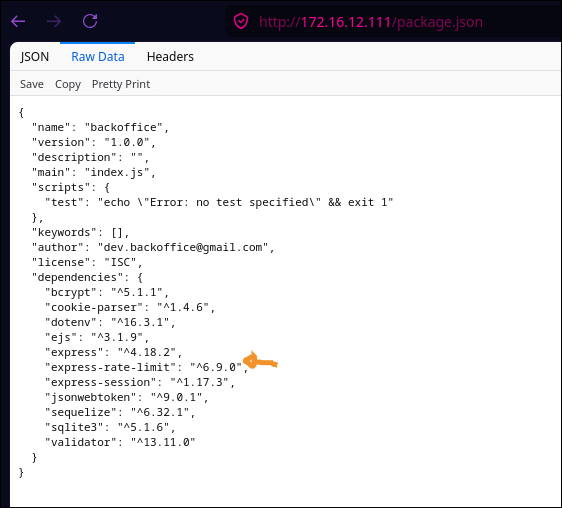 http://172.16.12.111/package.json
JSON Raw Data Headers
Save Copy Pretty Print
{
  "name": "backoffice",
  "version": "1.0.0",
  "description": "",
  "main": "index.js",
  "scripts": {
    "test": "echo \"Error: no test specified\" && exit 1"
  },
  "keywords": [],
  "author": "dev.backoffice@gmail.com",
  "license": "ISC",
  "dependencies": {
    "bcrypt": "^5.1.1",
    "cookie-parser": "^1.4.6",
    "dotenv": "^16.3.1",
    "ejs": "^3.1.9",
    "express": "^4.18.2",
    "express-rate-limit": "^6.9.0",
    "express-session": "^1.17.3",
    "jsonwebtoken": "^9.0.1",
    "sequelize": "^6.32.1",
    "sqlite3": "^5.1.6",
    "validator": "^13.11.0"
  }
}